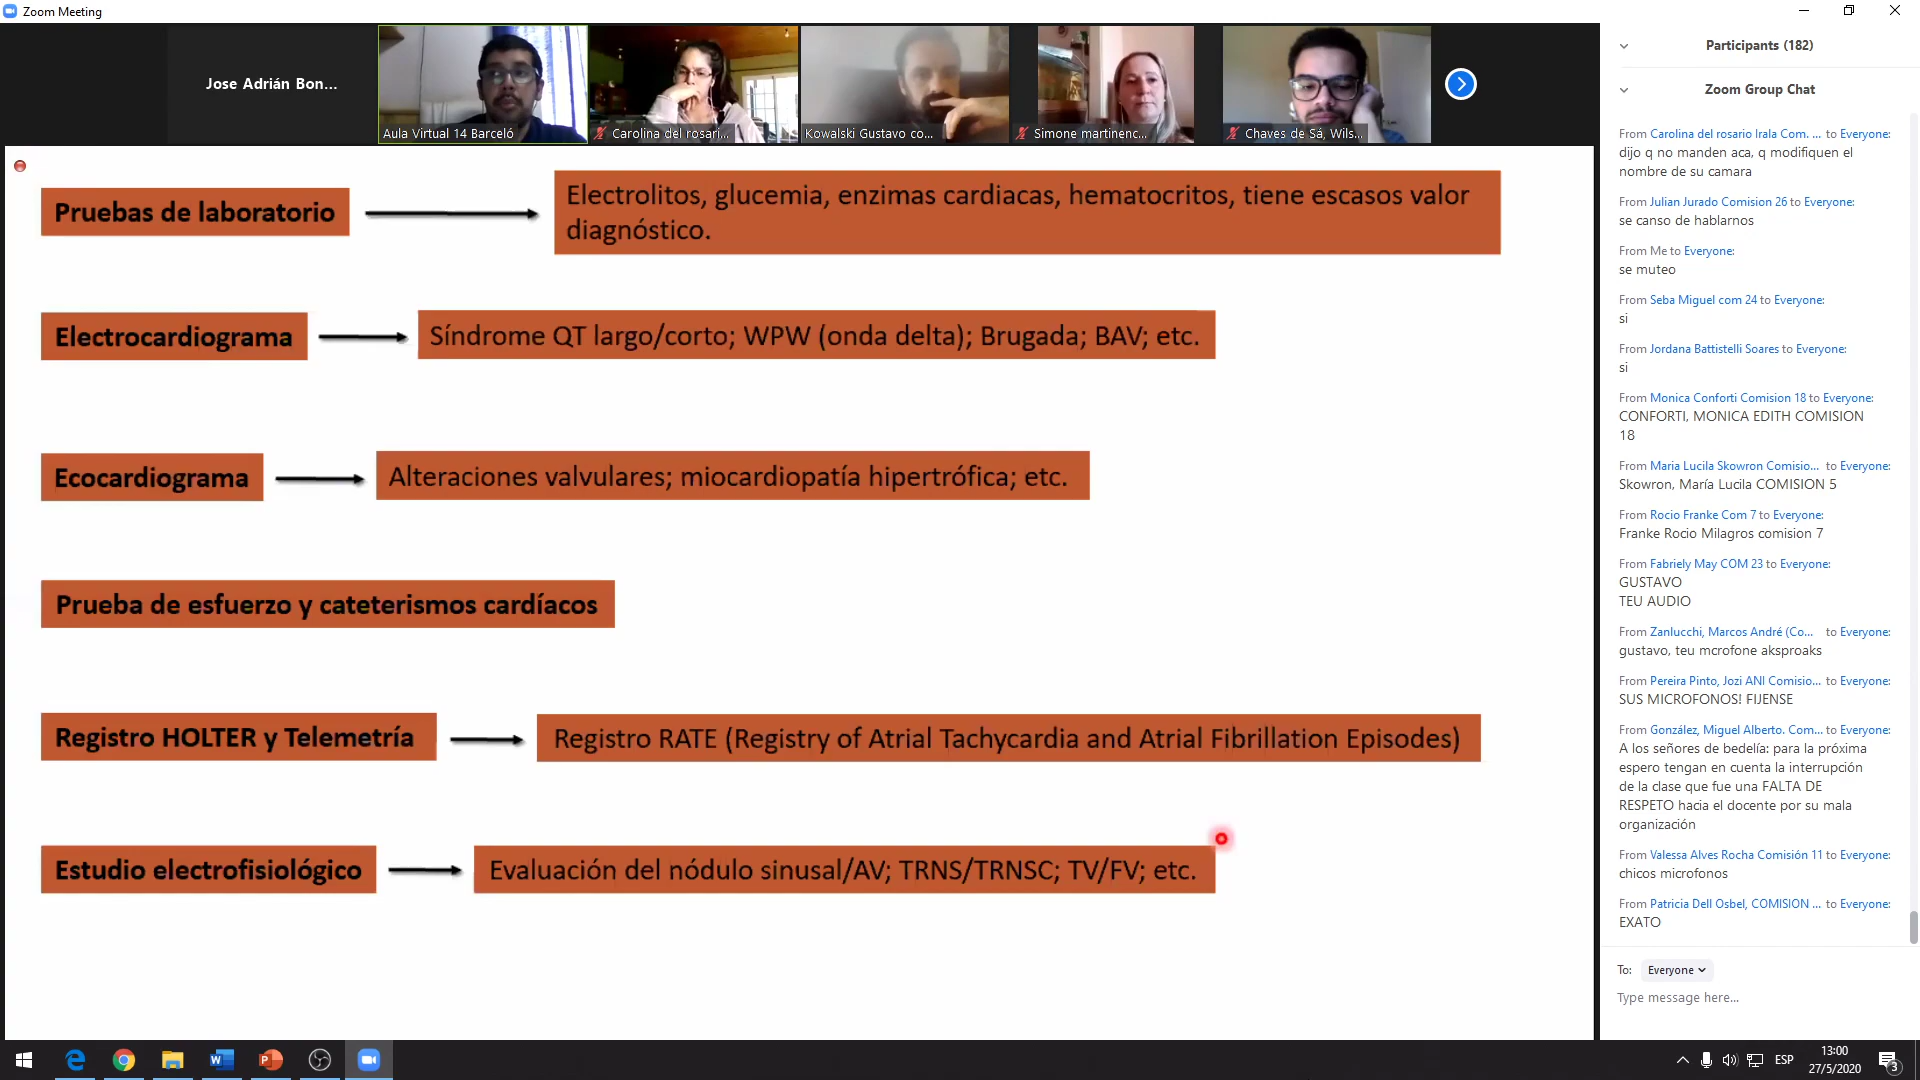 Zoom Meeting
Jose Adrián Bon...
Aula Virtual 14 Barceló
Carolina del rosari...
Kowalski Gustavo co...
Simone martinenc...
Chaves de Sá, Wils...
Pruebas de laboratorio
Electrolitos, glucemia, enzimas cardiacas, hematocritos, tiene escasos valor
diagnóstico.
Electrocardiograma
Síndrome QT largo/corto; WPW (onda delta); Brugada; BAV; etc.
Ecocardiograma
Alteraciones valvulares; miocardiopatía hipertrófica; etc.
Prueba de esfuerzo y cateterismos cardíacos
Registro HOLTER y Telemetría
Registro RATE (Registry of Atrial Tachycardia and Atrial Fibrillation Episodes)
Estudio electrofisiológico
Evaluación del nódulo sinusal/AV; TRNS/TRNSC; TV/FV; etc.
Participants (182)
Zoom Group Chat
From Carolina del rosario Irala Com. ... to Everyone:
dijo q no manden aca, q modifiquen el
nombre de su camara
From Julian Jurado Comision 26 to Everyone:
se canso de hablarnos
From Me to Everyone:
se muteo
From Seba Miguel com 24 to Everyone:
si
From Jordana Battistelli Soares to Everyone:
si
From Monica Conforti Comision 18 to Everyone:
CONFORTI, MONICA EDITH COMISION
18
From Maria Lucila Skowron Comisio... to Everyone:
Skowron, María Lucila COMISION 5
From Rocio Franke Com 7 to Everyone:
Franke Rocio Milagros comision 7
From Fabriely May COM 23 to Everyone:
GUSTAVO
TEU AUDIO
From Zanlucchi, Marcos André (Co... to Everyone:
gustavo, teu mcrofone aksproaks
From Pereira Pinto, Jozi ANI Comisio... to Everyone:
SUS MICROFONOS! FIJENSE
From González, Miguel Alberto. Com... to Everyone:
A los señores de bedelía: para la próxima
espero tengan en cuenta la interrupción
de la clase que fue una FALTA DE
RESPETO hacia el docente por su mala
organización
From Valessa Alves Rocha Comisión 11 to Everyone:
chicos microfonos
From Patricia Dell Osbel, COMISION ... to Everyone:
EXATO
To: Everyone
Type message here...
ESP
13:00
27/5/2020
3